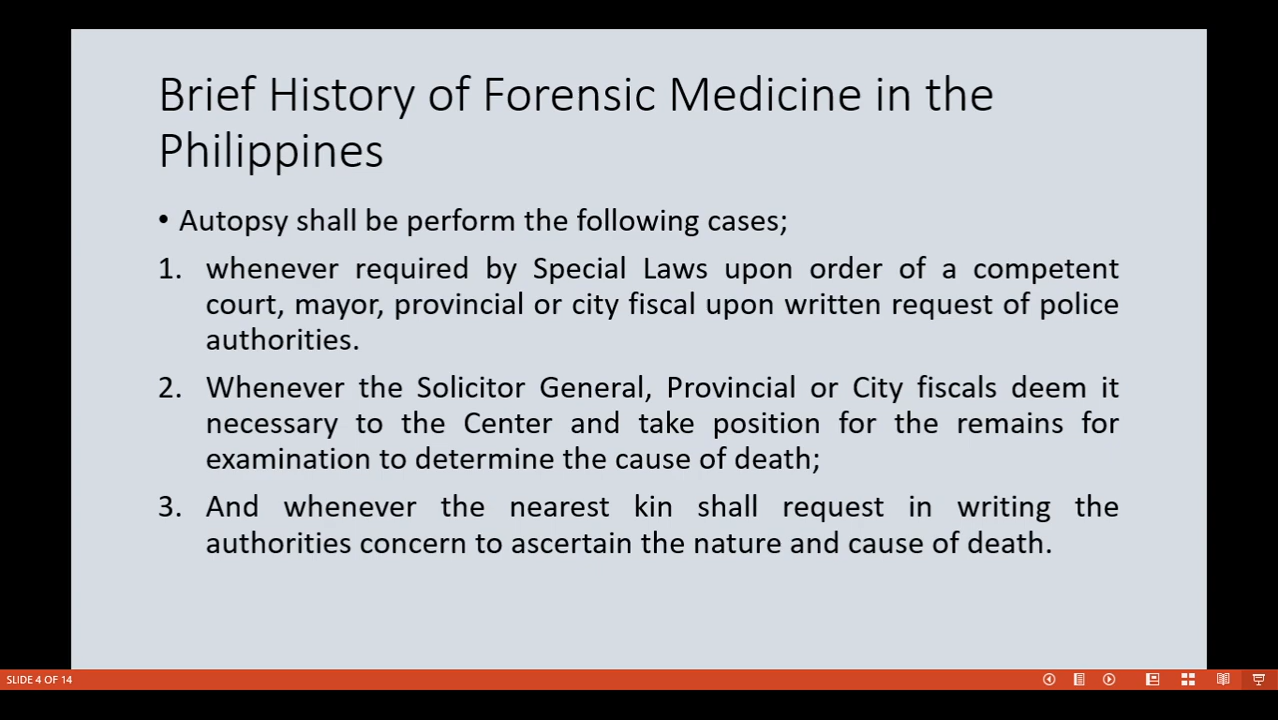 Brief History of Forensic Medicine in the
Philippines
• Autopsy shall be perform the following cases;
1. whenever required by Special Laws upon order of a competent
court, mayor, provincial or city fiscal upon written request of police
authorities.
2. Whenever the Solicitor General, Provincial or City fiscals deem it
necessary to the Center and take position for the remains for
examination to determine the cause of death;
3. And whenever the nearest kin shall request in writing the
authorities concern to ascertain the nature and cause of death.
SLIDE 4 OF 14